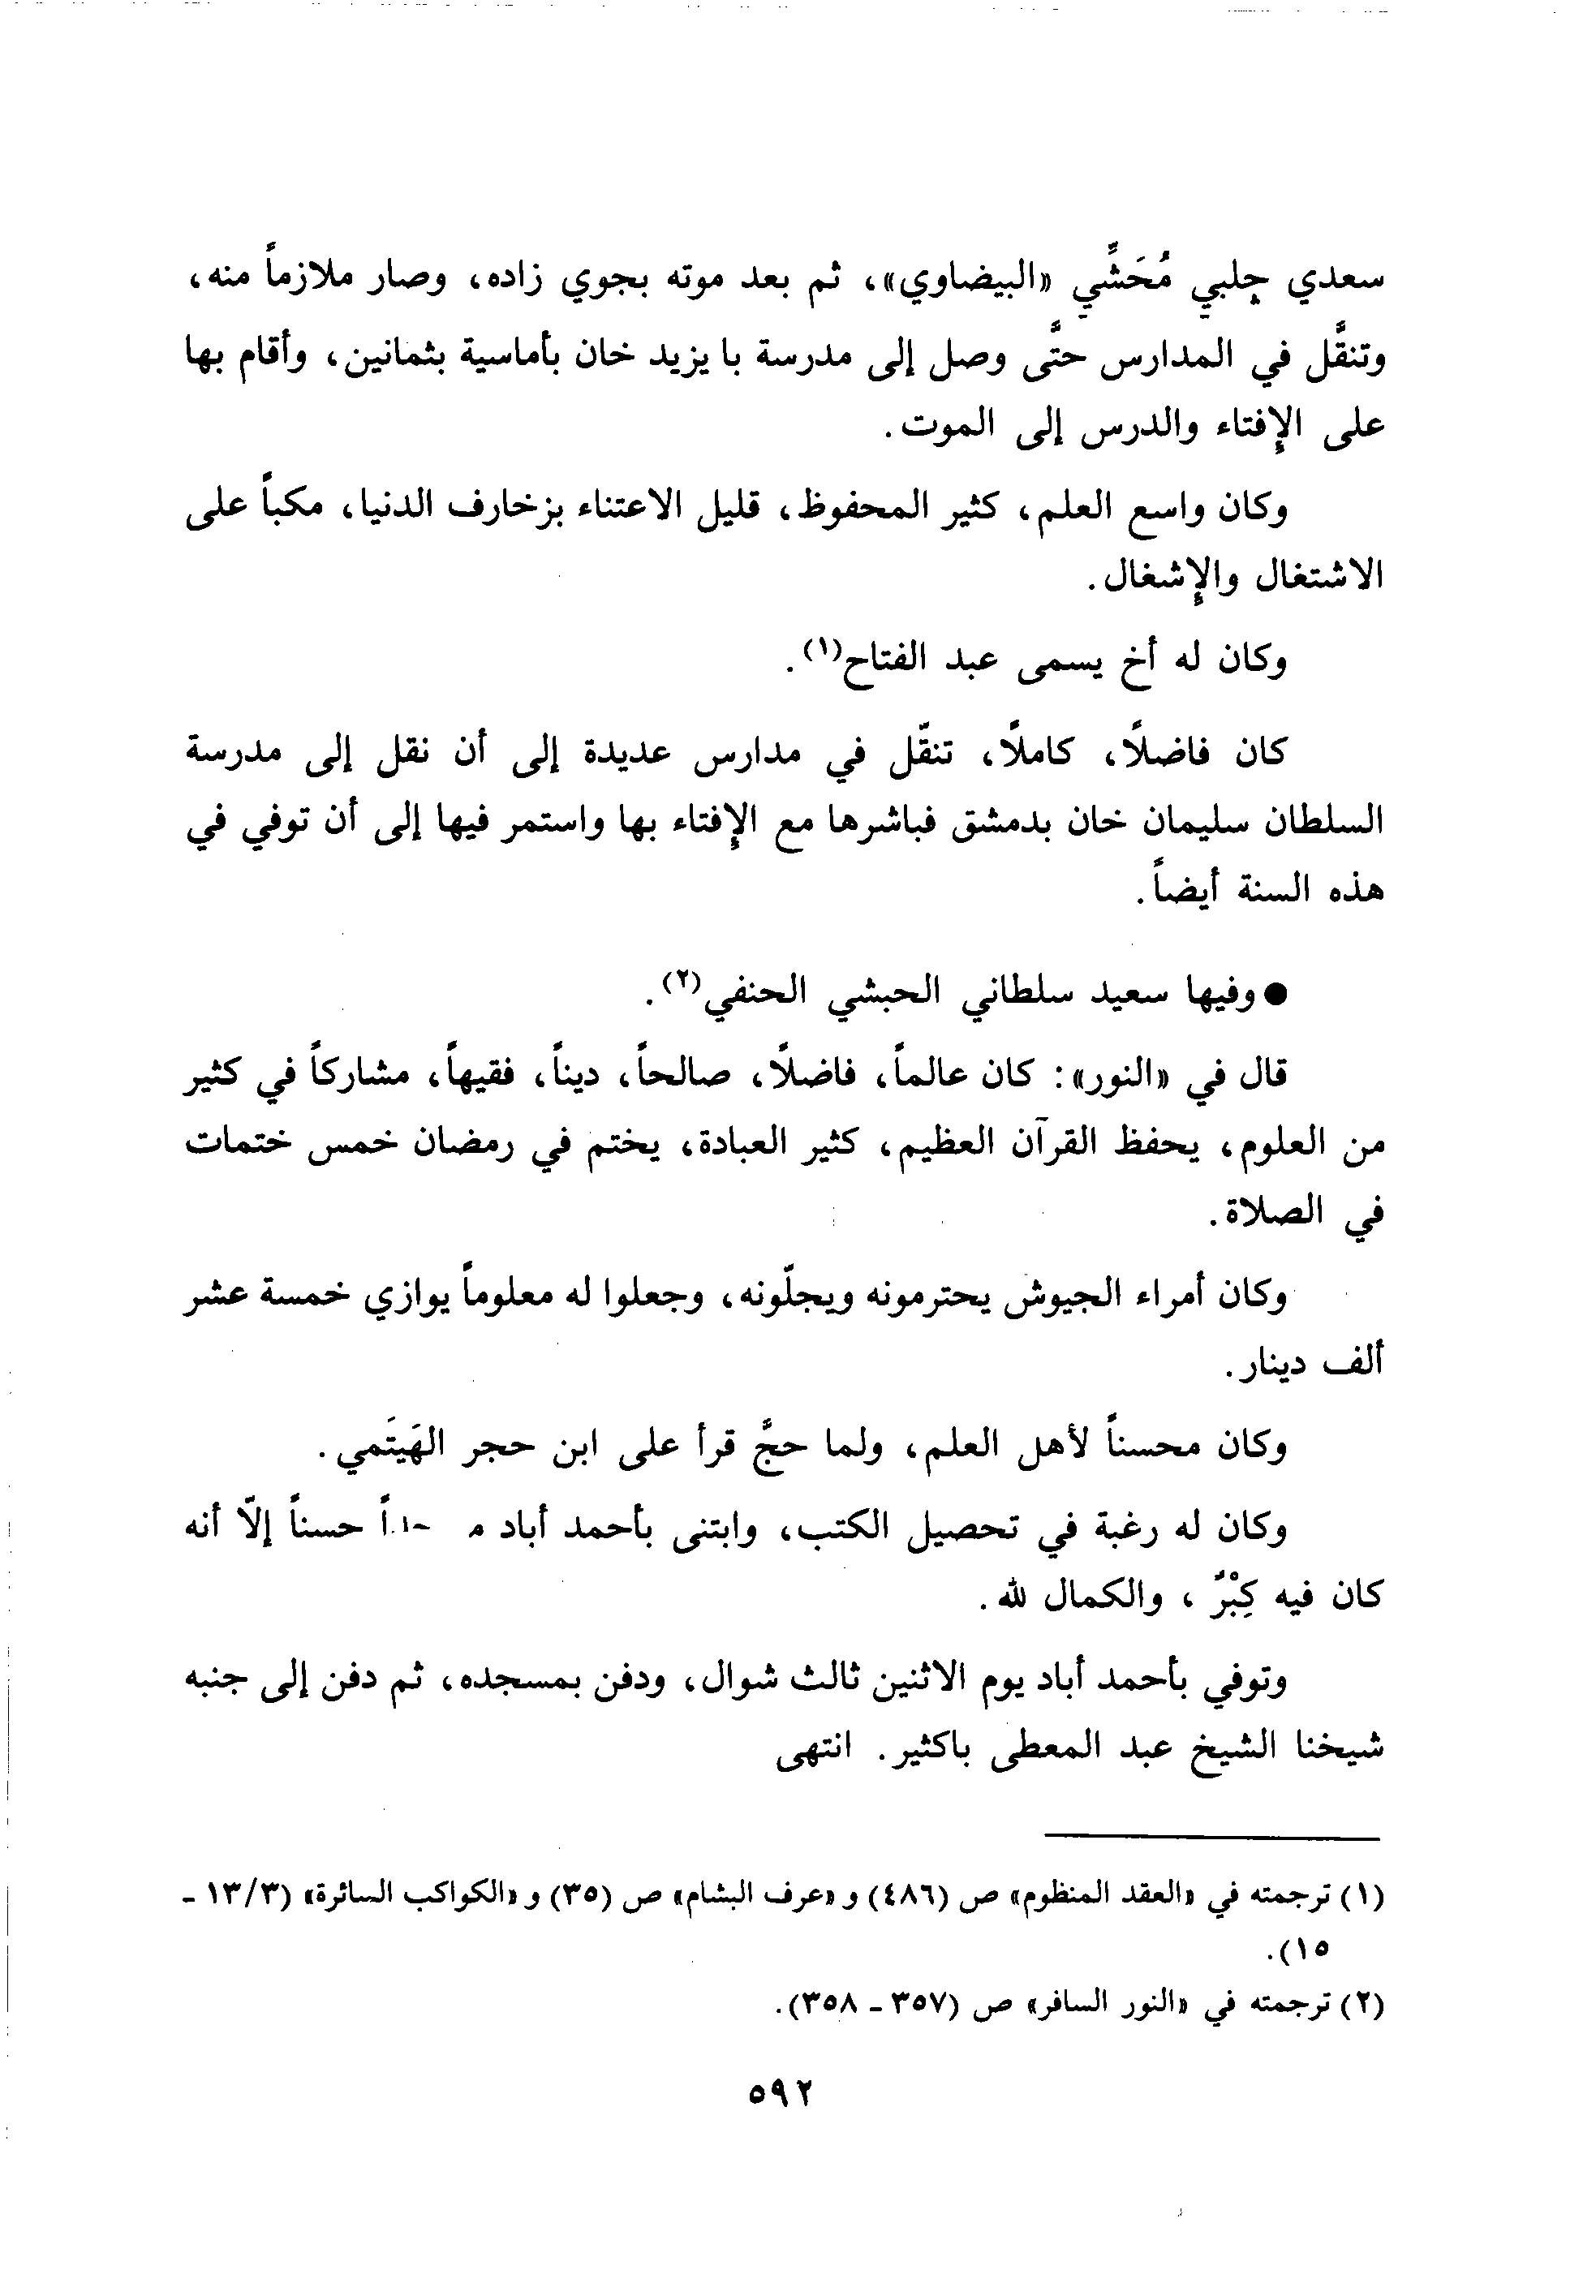 سعدي جلبي مُحَشِّي «البيضاوي»، ثم بعد موته بجوي زاده، وصار ملازماً منه،
وتنقَّل في المدارس حتَّى وصل إلى مدرسة با يزيد خان بأماسية بثمانين، وأقام بها
على الإفتاء والدرس إلى الموت.
وكان واسع العلم، كثير المحفوظ، قليل الاعتناء بزخارف الدنيا، مكباً على
الاشتغال والإشغال.
وكان له أخ يسمى عبد الفتاح(١).
كان فاضلًا، كاملًا، تنقّل في مدارس عديدة إلى أن نقل إلى مدرسة
السلطان سليمان خان بدمشق فباشرها مع الإفتاء بها واستمر فيها إلى أن توفي في
هذه السنة أيضاً.
● وفيها سعيد سلطاني الحبشي الحنفي(٢).
قال في «النور»: كان عالماً، فاضلًا، صالحاً، ديناً، فقيهاً، مشاركاً في كثير
من العلوم، يحفظ القرآن العظيم، كثير العبادة، يختم في رمضان خمس ختمات
في الصلاة.
وكان أمراء الجيوش يحترمونه ويجلّونه، وجعلوا له معلوماً يوازي خمسة عشر
ألف دينار.
وكان محسناً لأهل العلم، ولما حجَّ قرأ على ابن حجر الهَيتَمي.
وكان له رغبة في تحصيل الكتب، وابتنى بأحمد أباد حسناً إلّا أنه
كان فيه كِبْرٌ، والكمال لله.
وتوفي بأحمد أباد يوم الاثنين ثالث شوال، ودفن بمسجده، ثم دفن إلى جنبه
شيخنا الشيخ عبد المعطى باكثير. انتهى
(١) ترجمته في «العقد المنظوم» ص (٤٨٦) و «عرف البشام» ص (٣٥) و «الكواكب السائرة» (١٣/٣ -
١٥).
(٢) ترجمته في «النور السافر» ص (٣٥٧ - ٣٥٨).
٥٩٢